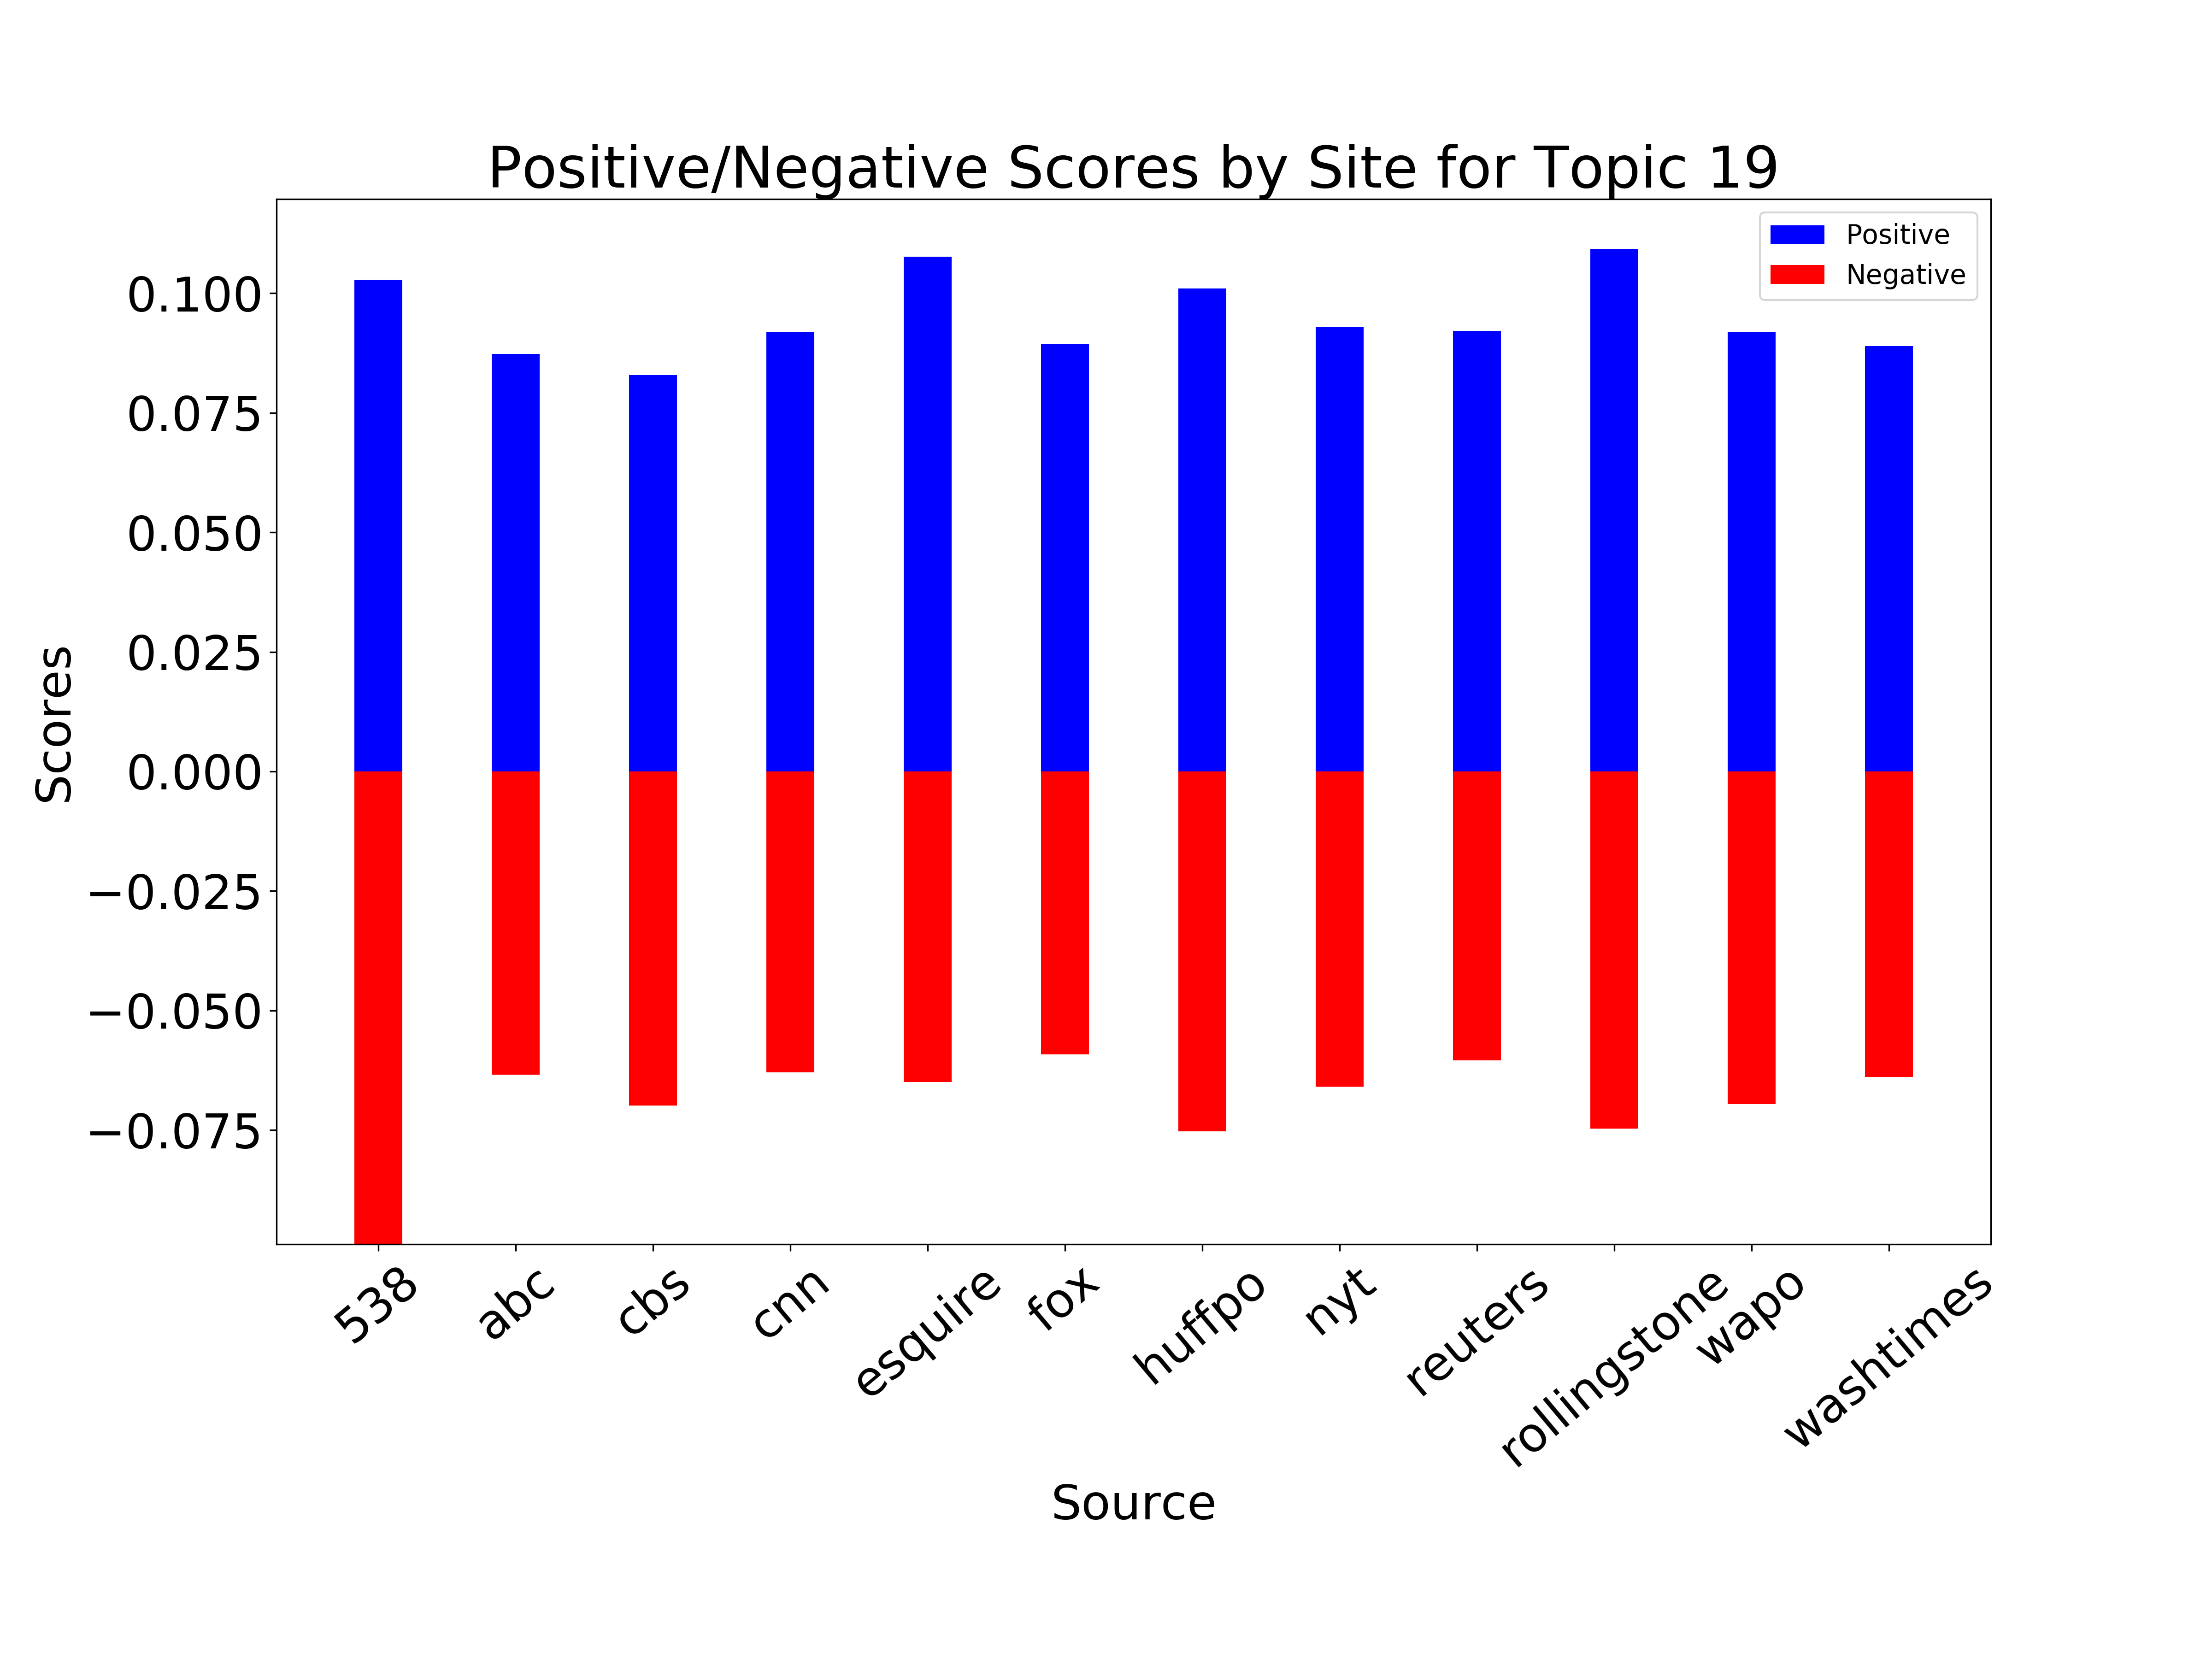 Positive/Negative Scores by Site for Topic 19
Positive
Negative
0.100
0.075
0.050
0.025
0.000
−0.025
−0.050
−0.075
Scores
538
abc
cbs
cnn
esquire
fox
huffpo
nyt
reuters
rollingstone
wapo
washtimes
Source